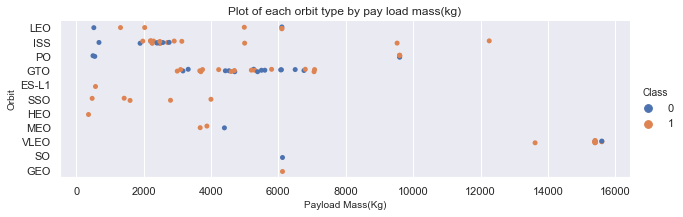 Plot of each orbit type by pay load mass(kg)
LEO
ISS
PO
GTO
ES-L1
SSO
HEO
MEO
VLEO
SO
GEO
Orbit
0
2000
4000
6000
8000
10000
12000
14000
16000
Payload Mass(Kg)
Class
0
1